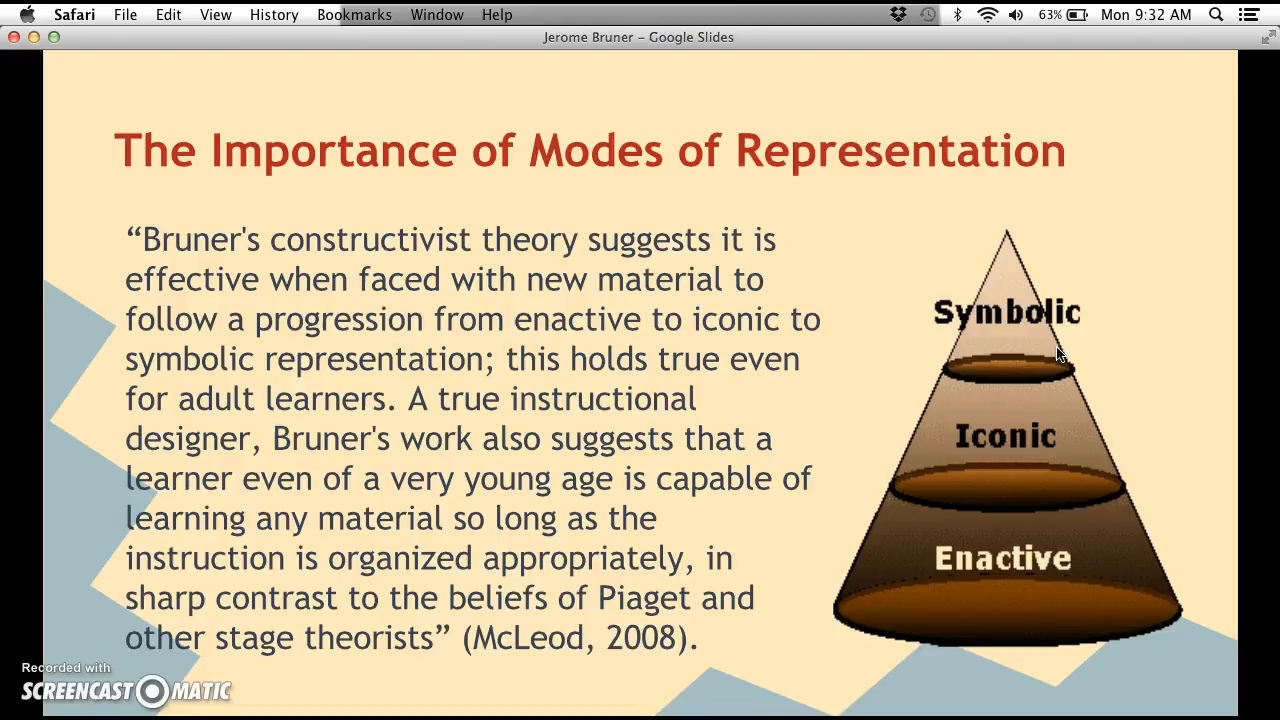 Safari File Edit View History Bookmarks Window Help 63% Mon 9:32 AM
Jerome Bruner – Google Slides
The Importance of Modes of Representation
“Bruner's constructivist theory suggests it is
effective when faced with new material to
follow a progression from enactive to iconic to
symbolic representation; this holds true even
for adult learners. A true instructional
designer, Bruner's work also suggests that a
learner even of a very young age is capable of
learning any material so long as the
instruction is organized appropriately, in
sharp contrast to the beliefs of Piaget and
other stage theorists” (McLeod, 2008).
Symbolic
Iconic
Enactive
Recorded with
SCREENCAST MATIC